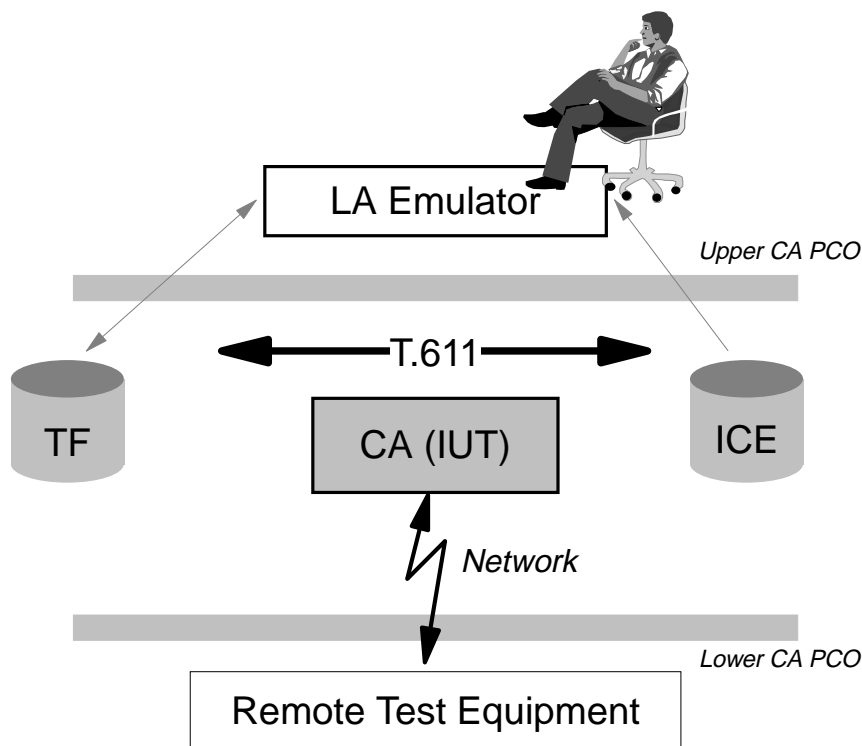 LA Emulator
Upper CA PCO
T.611
TF
CA (IUT)
ICE
Network
Lower CA PCO
Remote Test Equipment